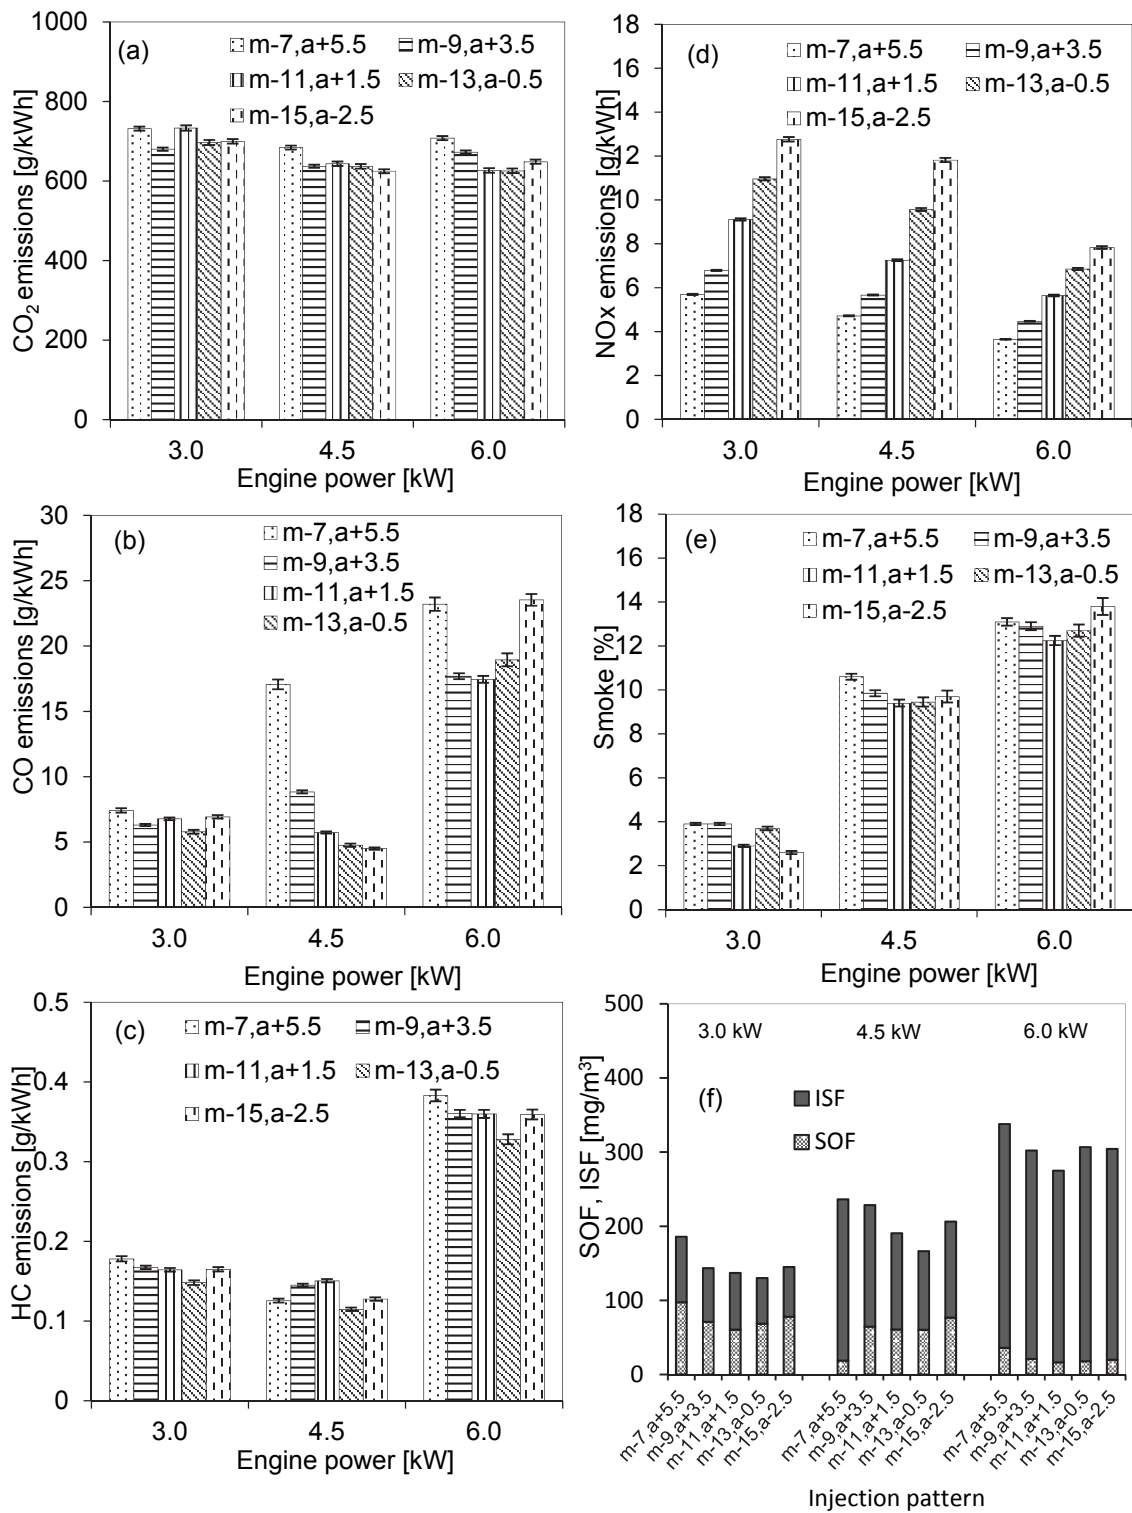 (a)
m-7,a+5.5 m-9,a+3.5
m-11,a+1.5 m-13,a-0.5
m-15,a-2.5
1000
800
600
400
200
0
CO2 emissions [g/kWh]
3.0 4.5 6.0
Engine power [kW]
(d)
m-7,a+5.5 m-9,a+3.5
m-11,a+1.5 m-13,a-0.5
m-15,a-2.5
18
16
14
12
10
8
6
4
2
0
NOx emissions [g/kWh]
3.0 4.5 6.0
Engine power [kW]
(b)
m-7,a+5.5
m-9,a+3.5
m-11,a+1.5
m-13,a-0.5
30
25
20
15
10
5
0
CO emissions [g/kWh]
3.0 4.5 6.0
Engine power [kW]
(e)
m-7,a+5.5 m-9,a+3.5
m-11,a+1.5 m-13,a-0.5
m-15,a-2.5
18
16
14
12
10
8
6
4
2
0
Smoke [%]
3.0 4.5 6.0
Engine power [kW]
(c)
m-7,a+5.5 m-9,a+3.5
m-11,a+1.5 m-13,a-0.5
m-15,a-2.5
0.5
0.4
0.3
0.2
0.1
0
HC emissions [g/kWh]
3.0 4.5 6.0
Engine power [kW]
3.0 kW 4.5 kW 6.0 kW
(f)
ISF
SOF
500
400
300
200
100
0
SOF, ISF [mg/m³]
m-7,a+5.5
m-9,a+3.5
m-11,a+1.5
m-13,a-0.5
m-15,a-2.5
m-7,a+5.5
m-9,a+3.5
m-11,a+1.5
m-13,a-0.5
m-15,a-2.5
m-7,a+5.5
m-9,a+3.5
m-11,a+1.5
m-13,a-0.5
m-15,a-2.5
Injection pattern